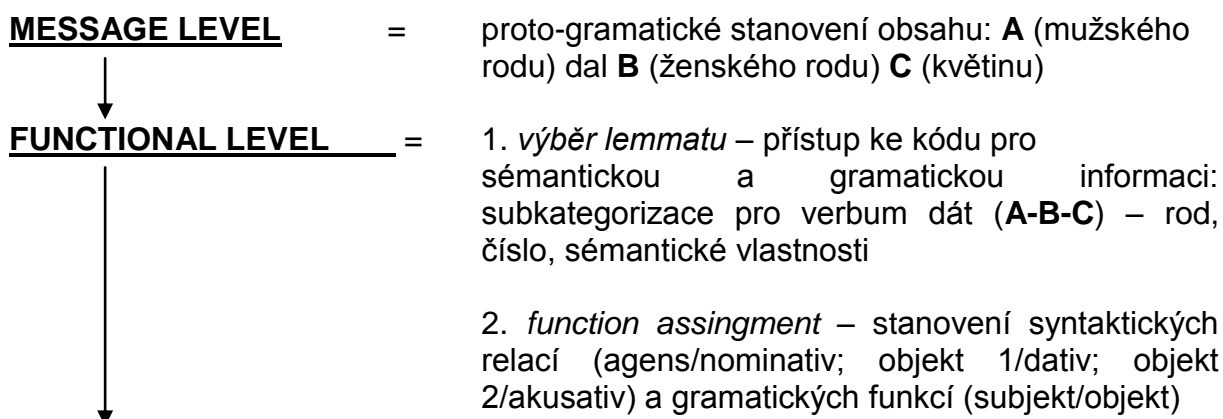 MESSAGE LEVEL = proto-gramatické stanovení obsahu: A (mužského
rodu) dal B (ženského rodu) C (květinu)
FUNCTIONAL LEVEL = 1. výběr lemmatu – přístup ke kódu pro
sémantickou a gramatickou informaci:
subkategorizace pro verbum dát (A-B-C) – rod,
číslo, sémantické vlastnosti
2. function assingment – stanovení syntaktických
relací (agens/nominativ; objekt 1/dativ; objekt
2/akusativ) a gramatických funkcí (subjekt/objekt)